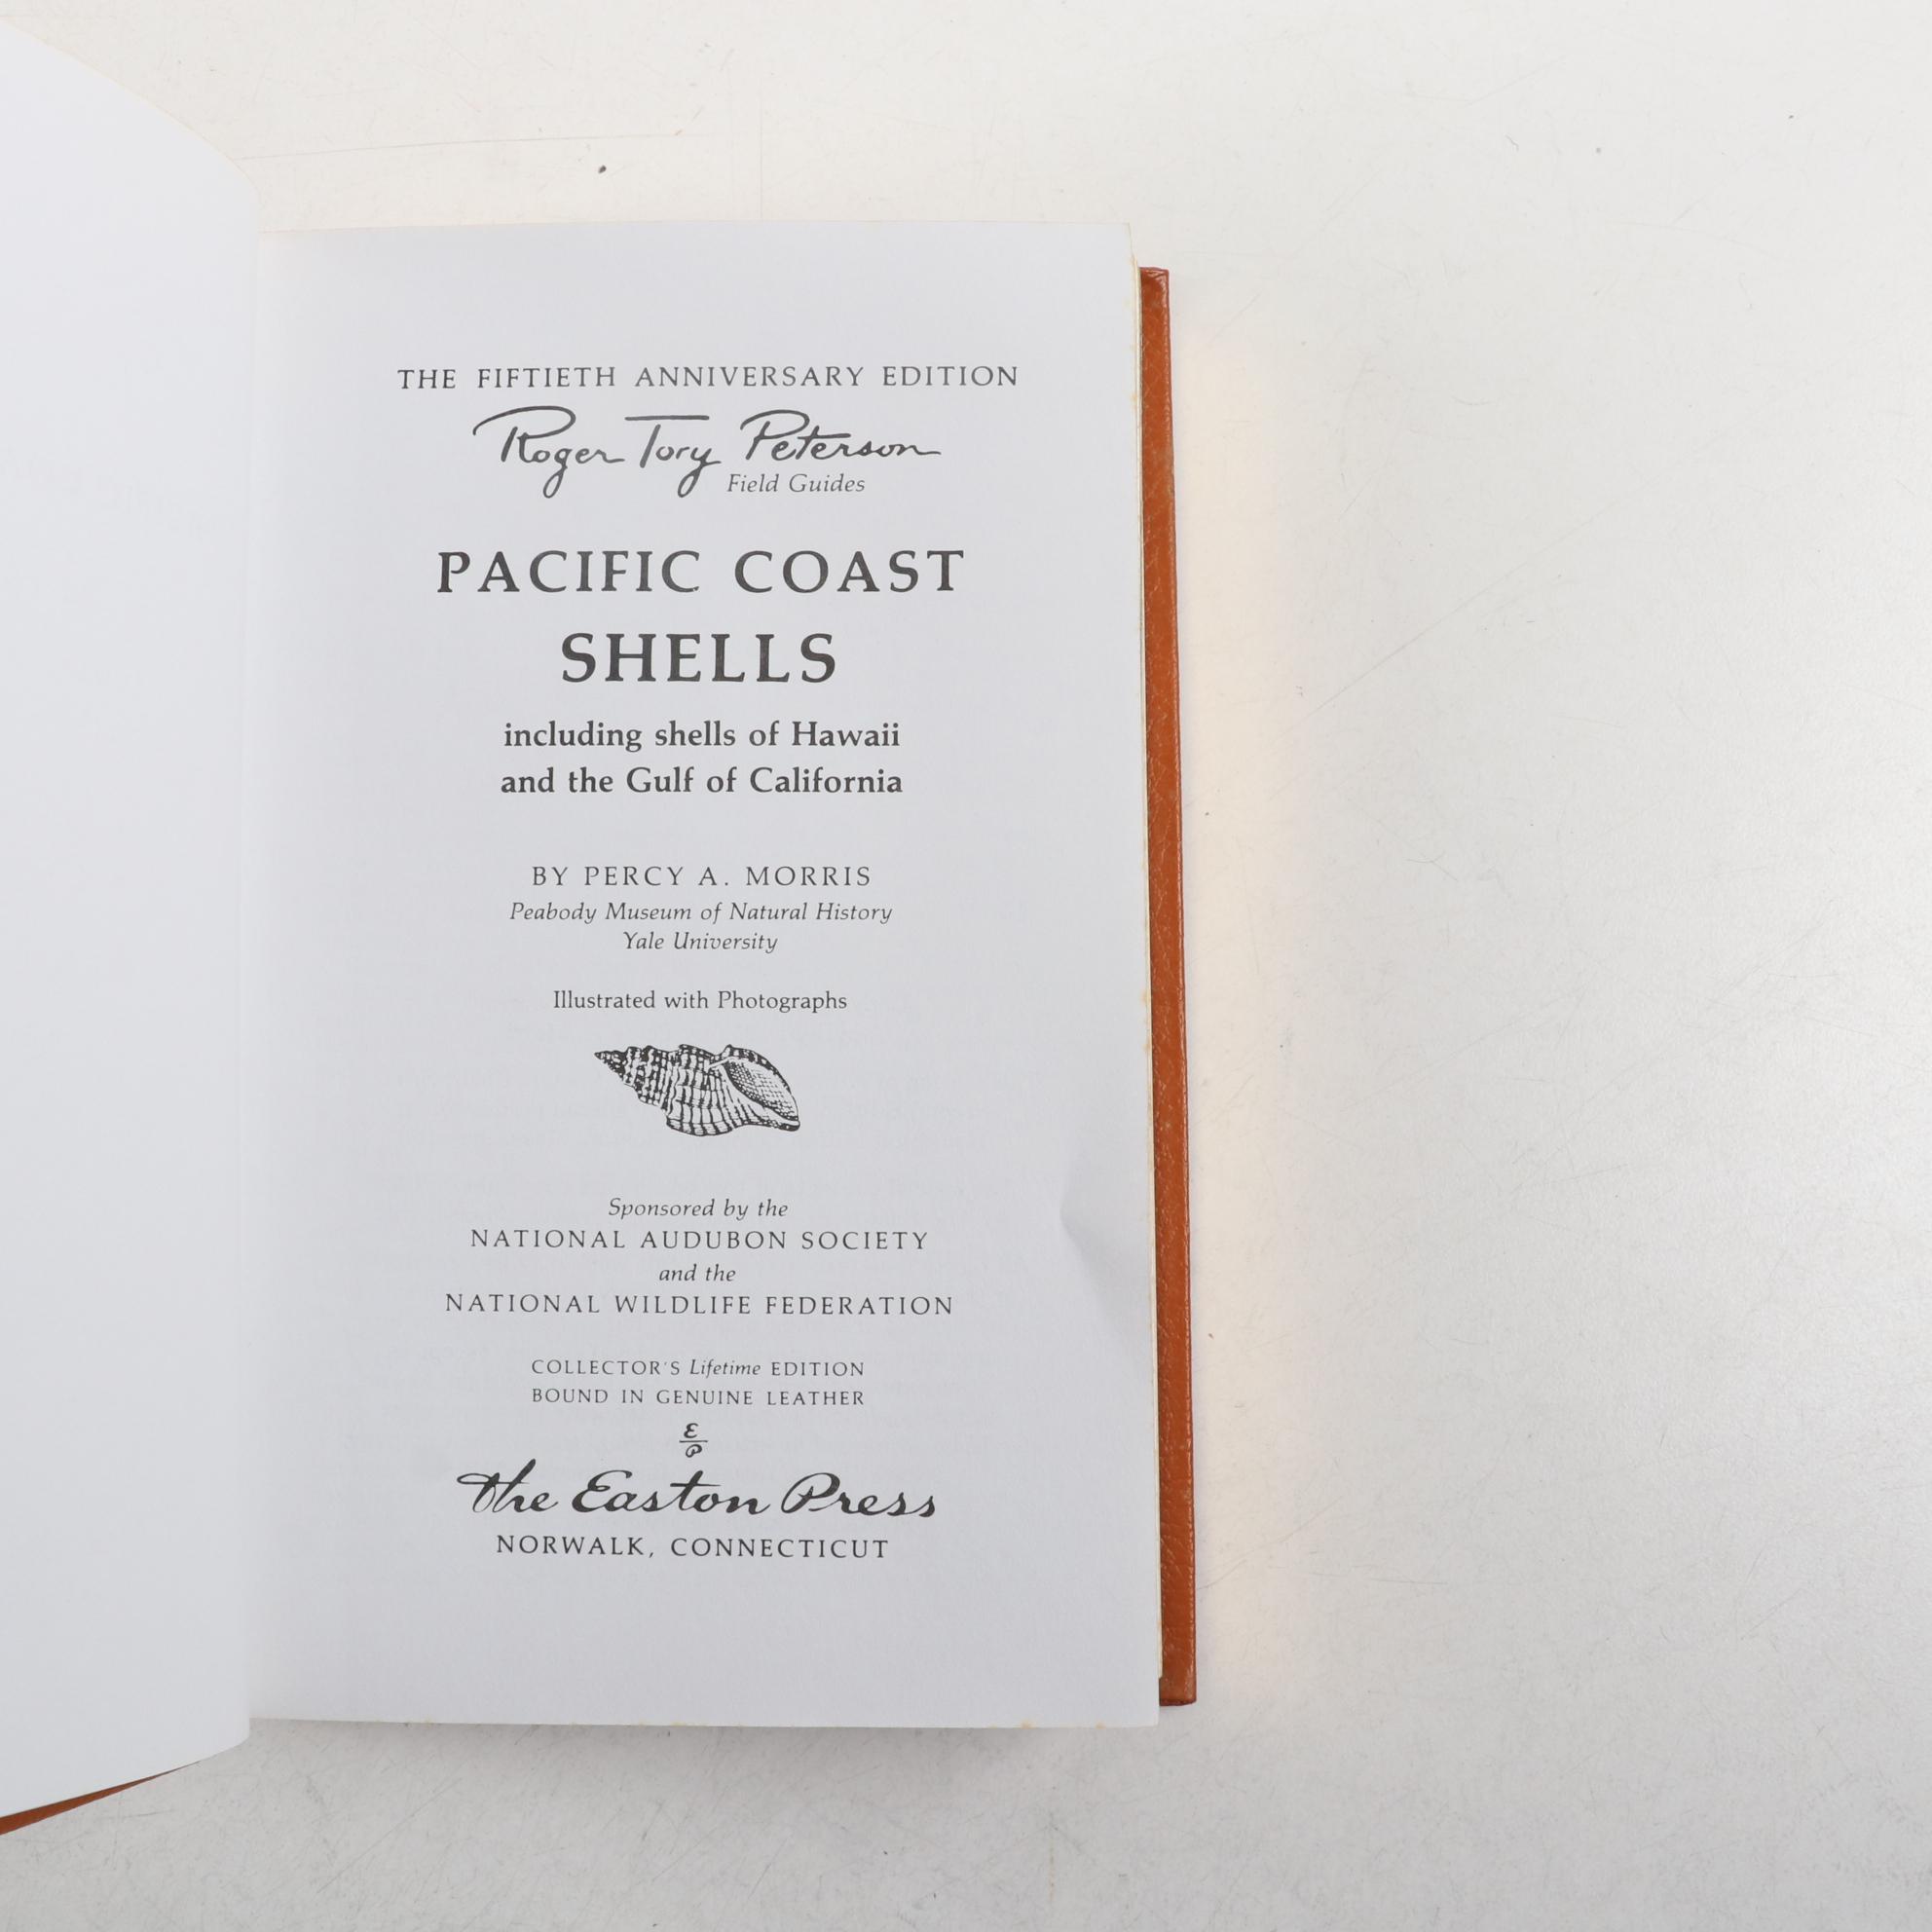 THE FIFTIETH ANNIVERSARY EDITION
Roger Tory Peterson
Field Guides
PACIFIC COAST
SHELLS
including shells of Hawaii
and the Gulf of California
BY PERCY A. MORRIS
Peabody Museum of Natural History
Yale University
Illustrated with Photographs
Sponsored by the
NATIONAL AUDUBON SOCIETY
and the
NATIONAL WILDLIFE FEDERATION
COLLECTOR'S Lifetime EDITION
BOUND IN GENUINE LEATHER
E
P
The Easton Press
NORWALK, CONNECTICUT